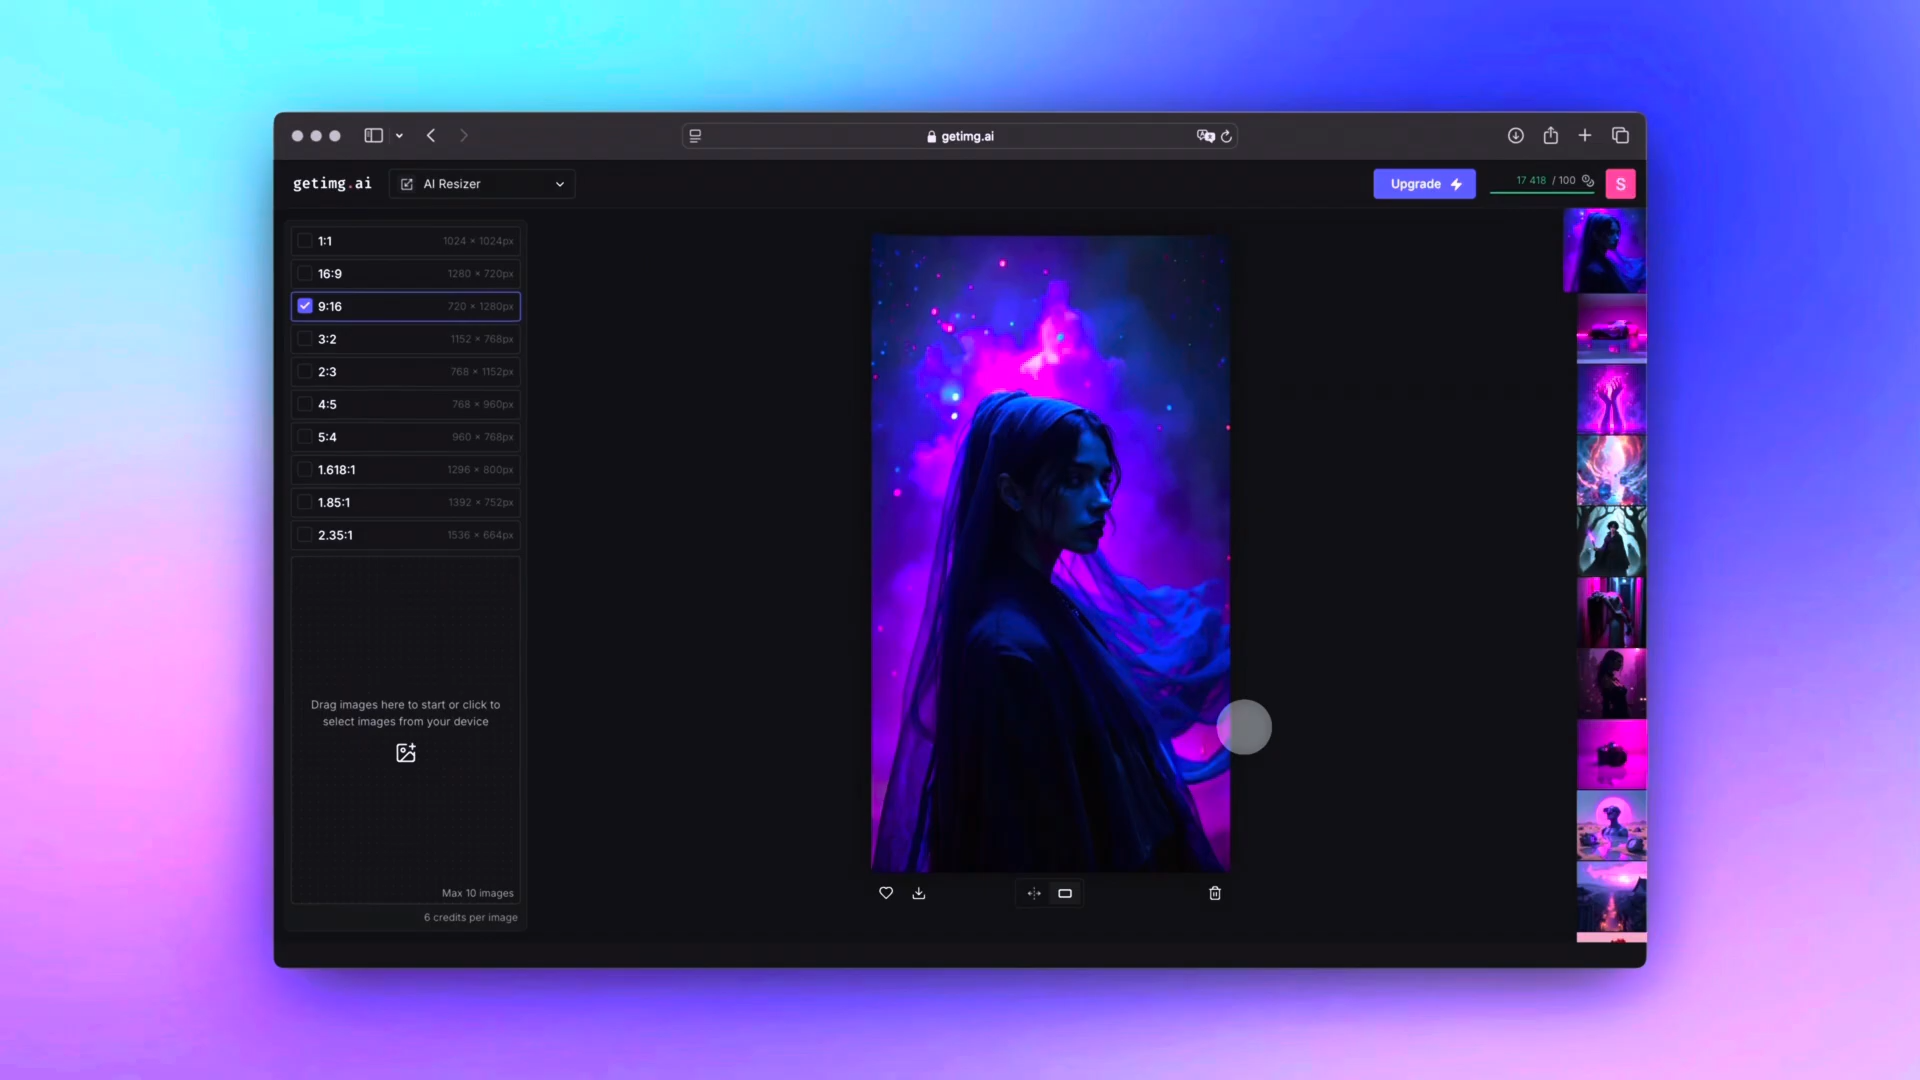 getimg.ai
getimg.ai
AI Resizer
Upgrade
17 418 / 100
S
1:1 1024 × 1024px
16:9 1280 × 720px
9:16 720 × 1280px
3:2 1152 × 768px
2:3 768 × 1152px
4:5 768 × 960px
5:4 960 × 768px
1.618:1 1296 × 800px
1.85:1 1392 × 752px
2.35:1 1536 × 664px
Drag images here to start or click to
select images from your device
Max 10 images
6 credits per image